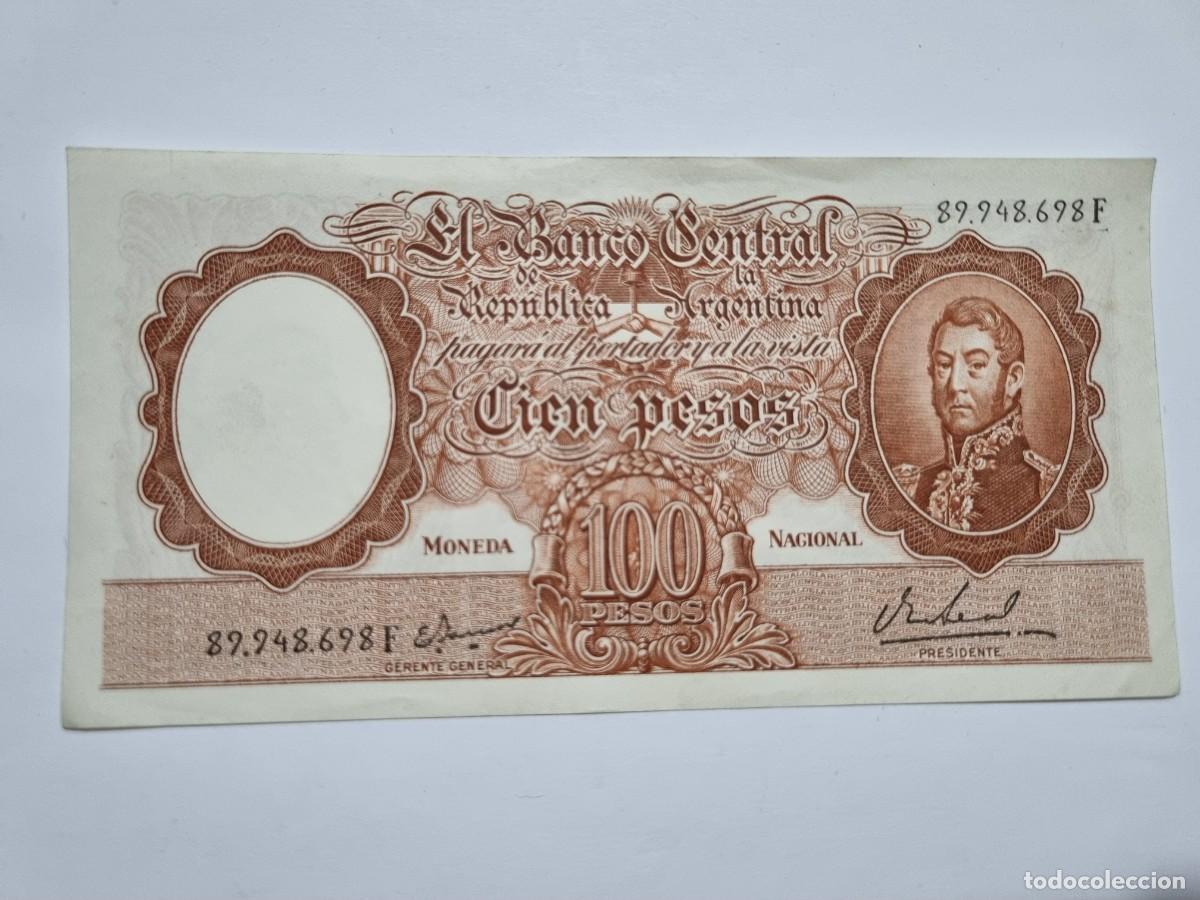 89.948.698 F
El Banco Central
de la
República Argentina
pagará al portador y a la vista
Cien pesos
MONEDA NACIONAL
100
PESOS
89.948.698 F
GERENTE GENERAL
PRESIDENTE
todocoleccion